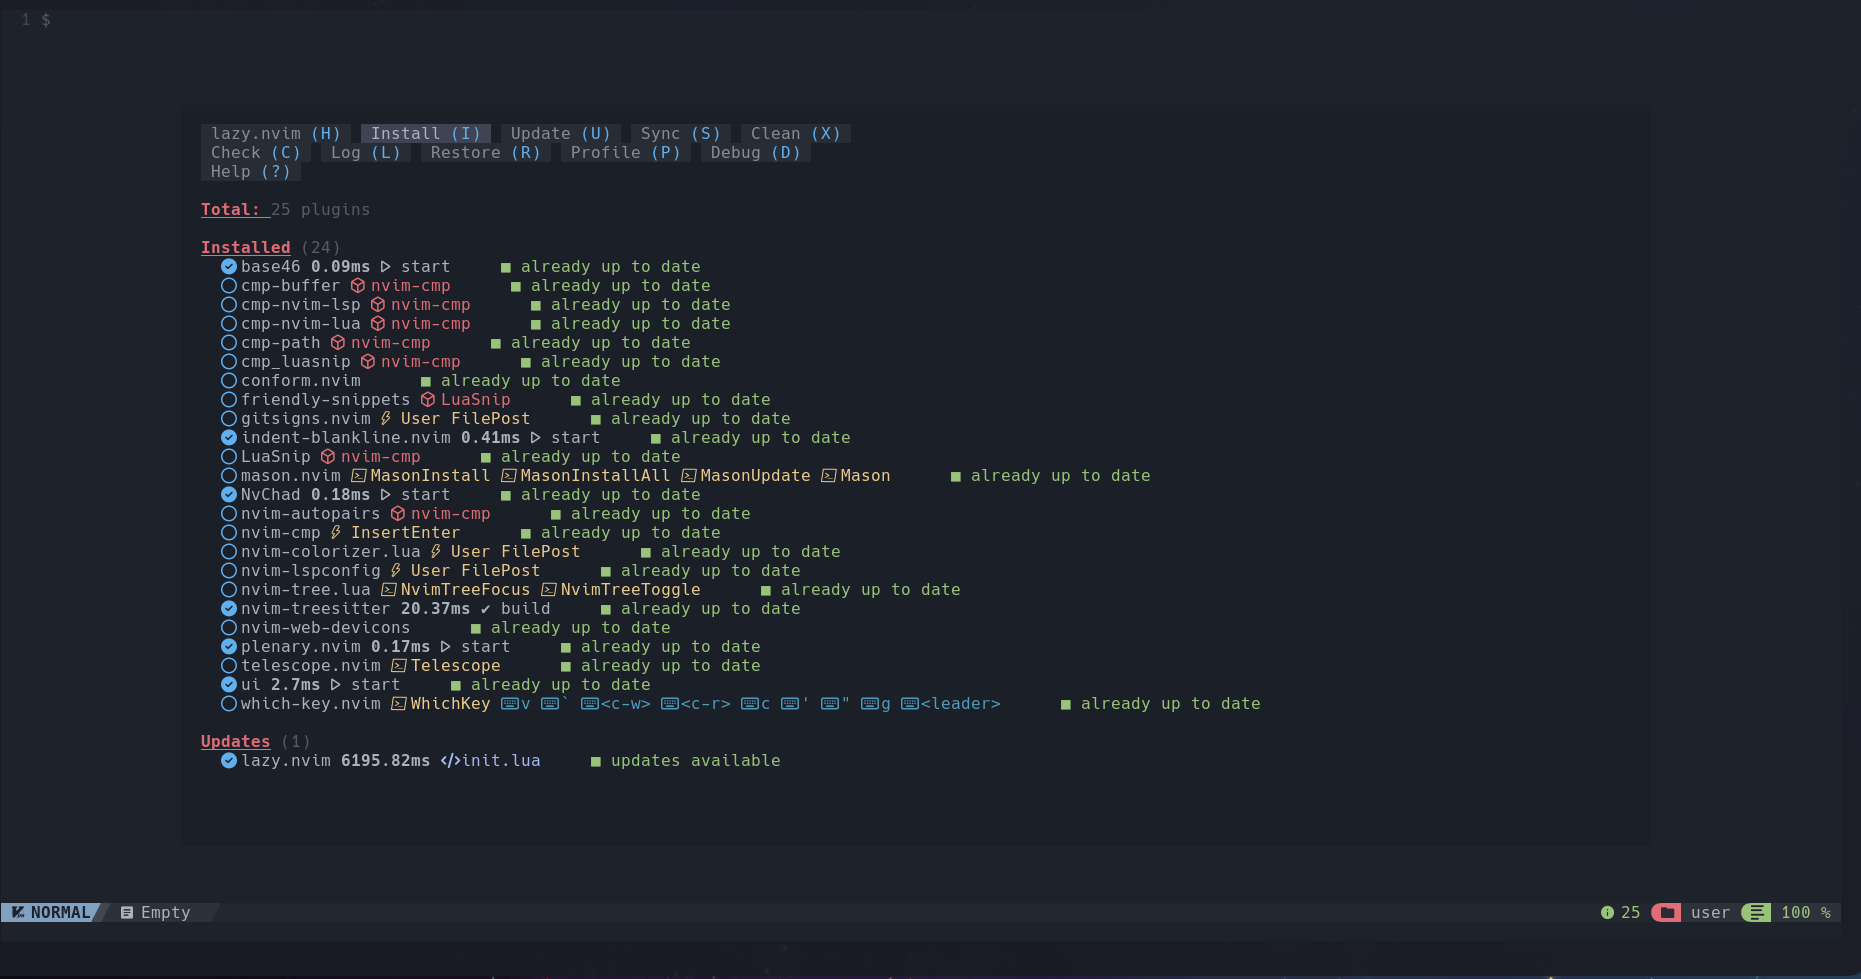 1 $
lazy.nvim (H) Install (I) Update (U) Sync (S) Clean (X)
Check (C) Log (L) Restore (R) Profile (P) Debug (D)
Help (?)
Total: 25 plugins
Installed (24)
base46 0.09ms start ■ already up to date
cmp-buffer nvim-cmp ■ already up to date
cmp-nvim-lsp nvim-cmp ■ already up to date
cmp-nvim-lua nvim-cmp ■ already up to date
cmp-path nvim-cmp ■ already up to date
cmp_luasnip nvim-cmp ■ already up to date
conform.nvim ■ already up to date
friendly-snippets LuaSnip ■ already up to date
gitsigns.nvim User FilePost ■ already up to date
indent-blankline.nvim 0.41ms start ■ already up to date
LuaSnip nvim-cmp ■ already up to date
mason.nvim MasonInstall MasonInstallAll MasonUpdate Mason ■ already up to date
NvChad 0.18ms start ■ already up to date
nvim-autopairs nvim-cmp ■ already up to date
nvim-cmp InsertEnter ■ already up to date
nvim-colorizer.lua User FilePost ■ already up to date
nvim-lspconfig User FilePost ■ already up to date
nvim-tree.lua NvimTreeFocus NvimTreeToggle ■ already up to date
nvim-treesitter 20.37ms ✔ build ■ already up to date
nvim-web-devicons ■ already up to date
plenary.nvim 0.17ms start ■ already up to date
telescope.nvim Telescope ■ already up to date
ui 2.7ms start ■ already up to date
which-key.nvim WhichKey v ` <c-w> <c-r> c ' " g <leader> ■ already up to date
Updates (1)
lazy.nvim 6195.82ms </>init.lua ■ updates available
NORMAL Empty 25 user 100 %